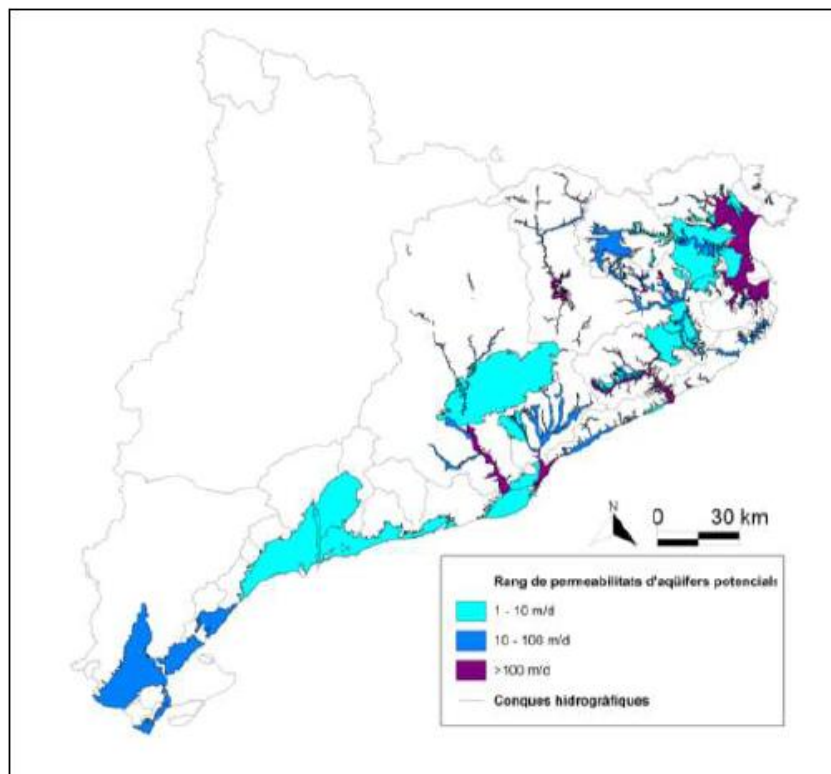 N
0 30 km
Rang de permeabilitats d'aqüífers potencials
1 - 10 m/d
10 - 100 m/d
>100 m/d
Conques hidrogràfiques